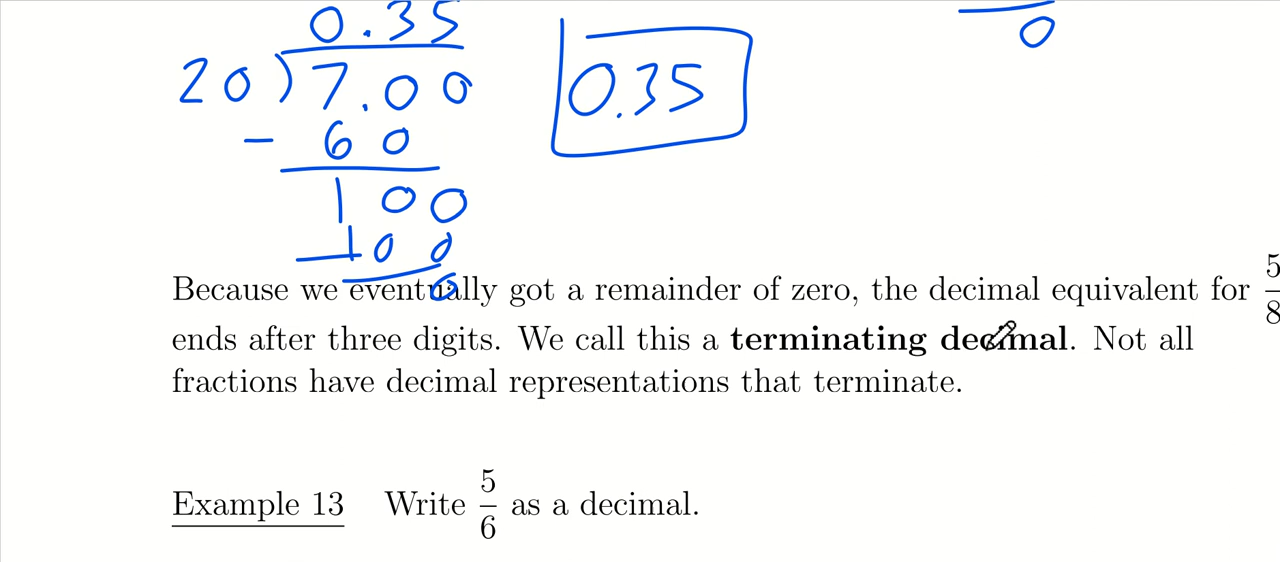 0.35
20)7.00
0.35
- 60
100
100
0
0
Because we eventually got a remainder of zero, the decimal equivalent for 5/8
ends after three digits. We call this a terminating decimal. Not all
fractions have decimal representations that terminate.
Example 13 Write 5/6 as a decimal.